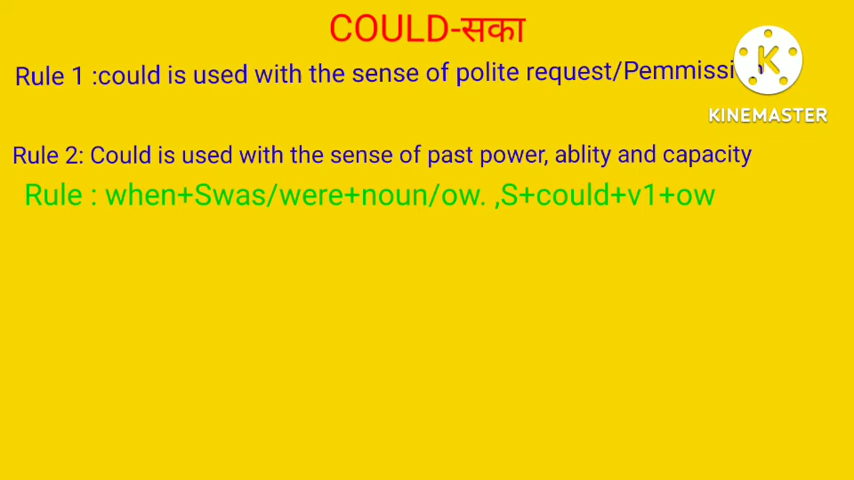 COULD-सका
Rule 1 :could is used with the sense of polite request/Pemmission
K
KINEMASTER
Rule 2: Could is used with the sense of past power, ablity and capacity
Rule : when+Swas/were+noun/ow. ,S+could+v1+ow